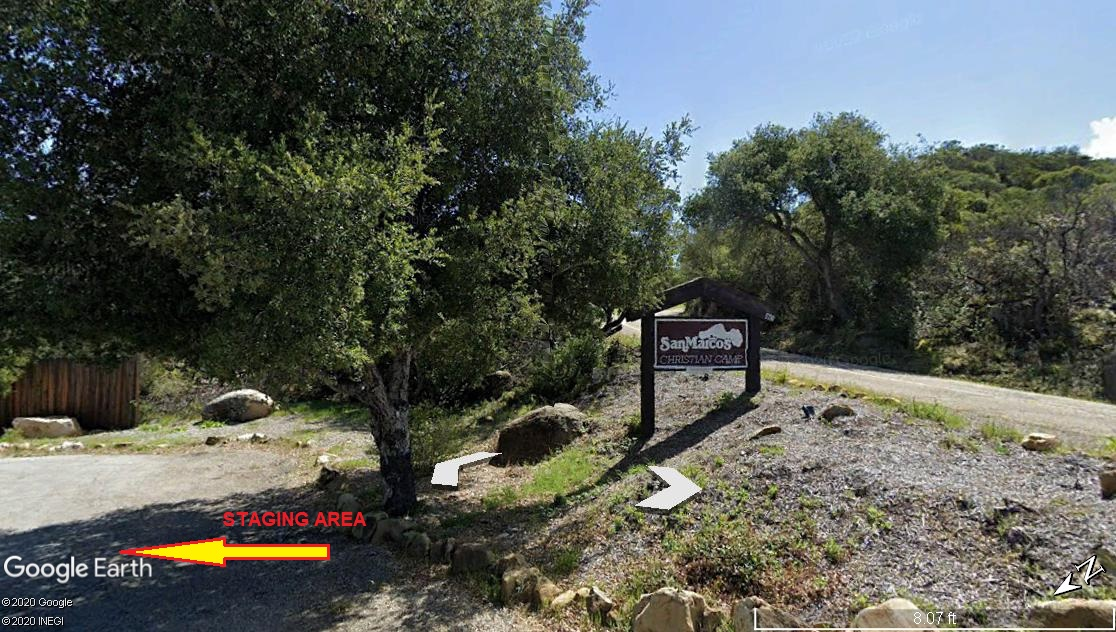 SanMarcos
CHRISTIAN CAMP
STAGING AREA
Google Earth
© 2020 Google
© 2020 INEGI
8.07 ft
N